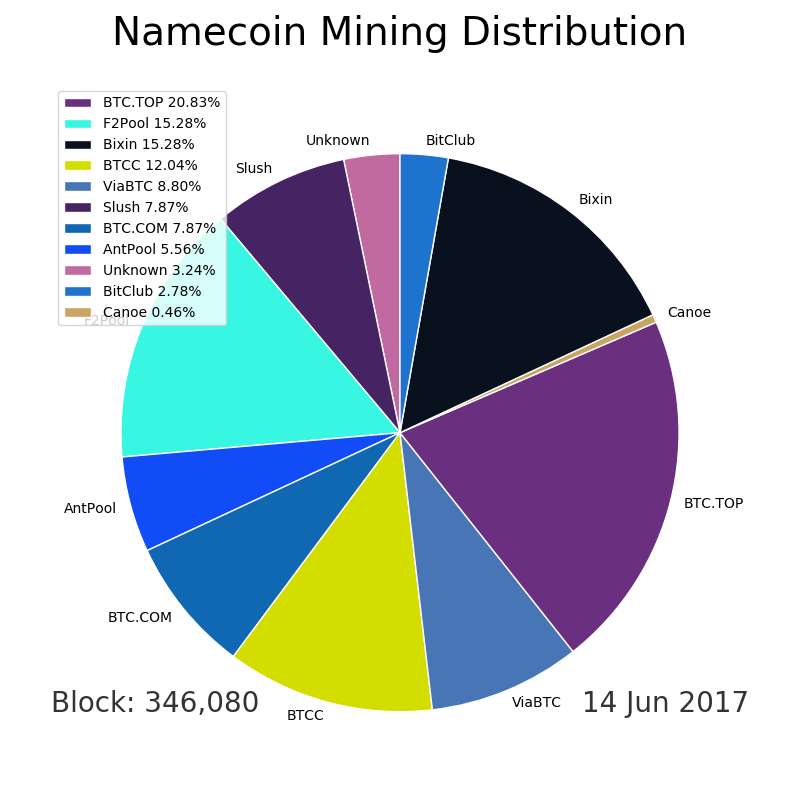 Namecoin Mining Distribution
BTC.TOP 20.83%
F2Pool 15.28%
Bixin 15.28%
BTCC 12.04%
ViaBTC 8.80%
Slush 7.87%
BTC.COM 7.87%
AntPool 5.56%
Unknown 3.24%
BitClub 2.78%
Canoe 0.46%
Unknown
BitClub
Slush
Bixin
Canoe
F2Pool
BTC.TOP
AntPool
BTC.COM
ViaBTC
BTCC
Block: 346,080
14 Jun 2017